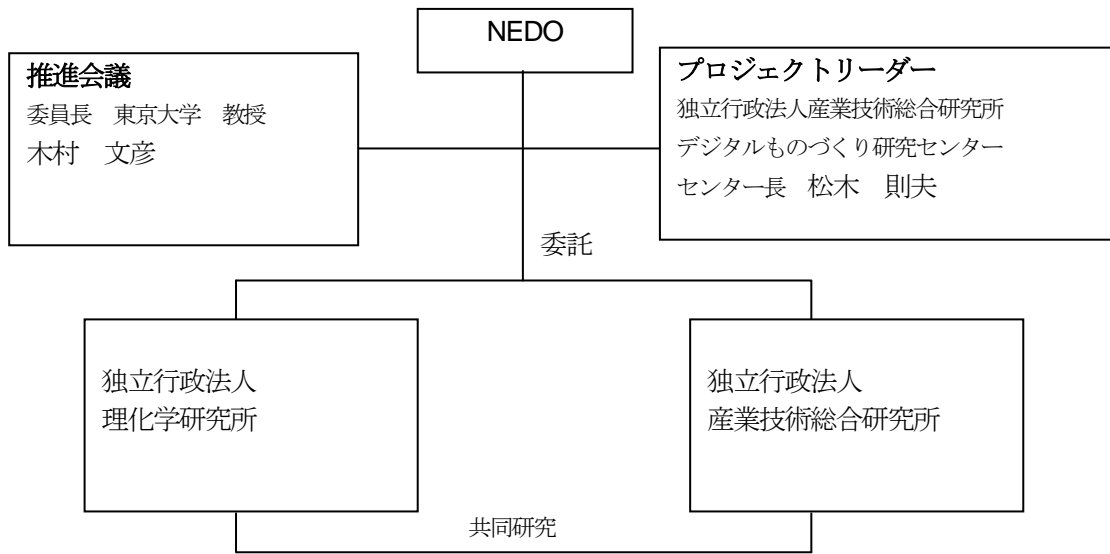 NEDO
推進会議
委員長　東京大学　教授
木村　文彦
プロジェクトリーダー
独立行政法人産業技術総合研究所
デジタルものづくり研究センター
センター長　松木　則夫
委託
独立行政法人
理化学研究所
独立行政法人
産業技術総合研究所
共同研究